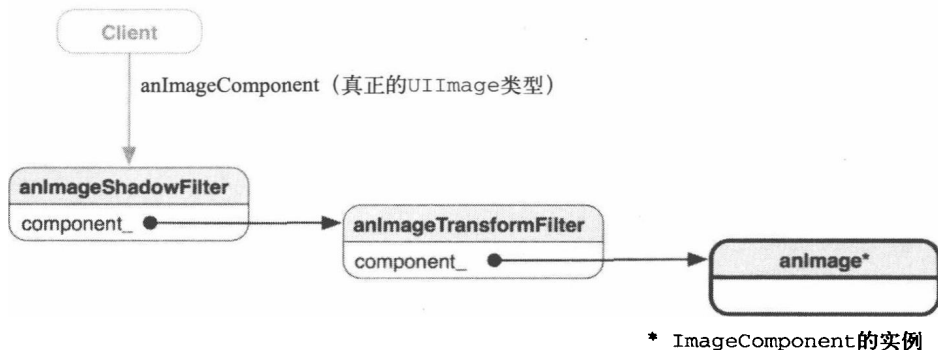 Client
anImageComponent（真正的UIImage类型）
anImageShadowFilter
component_
anImageTransformFilter
component_
anImage*
* ImageComponent的实例